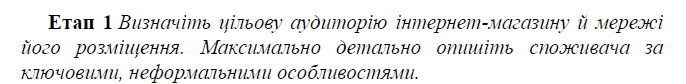 Етап 1 Визначіть цільову аудиторію інтернет-магазину й мережі
його розміщення. Максимально детально опишіть споживача за
ключовими, неформальними особливостями.